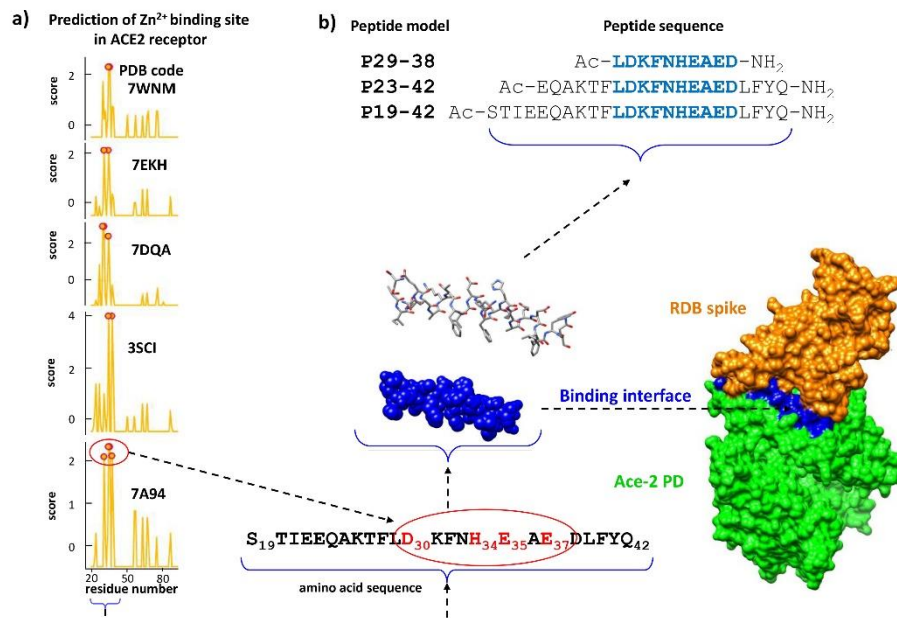 a)
Prediction of Zn²⁺ binding site
in ACE2 receptor
PDB code
7WNM
score
2
0
7EKH
score
2
0
7DQA
score
2
0
3SCI
score
4
2
0
7A94
score
2
1
0
20 50 80
residue number
i
b)
Peptide model Peptide sequence
P29-38 Ac-LDKFNHEAED-NH₂
P23-42 Ac-EQAKTFLDKFNHEAEDLFYQ-NH₂
P19-42 Ac-STIEEQAKTFLDKFNHEAEDLFYQ-NH₂
RDB spike
Binding interface
Ace-2 PD
S₁₉TIEEQAKTFLD₃₀KFNH₃₄E₃₅AE₃₇DLFYQ₄₂
amino acid sequence